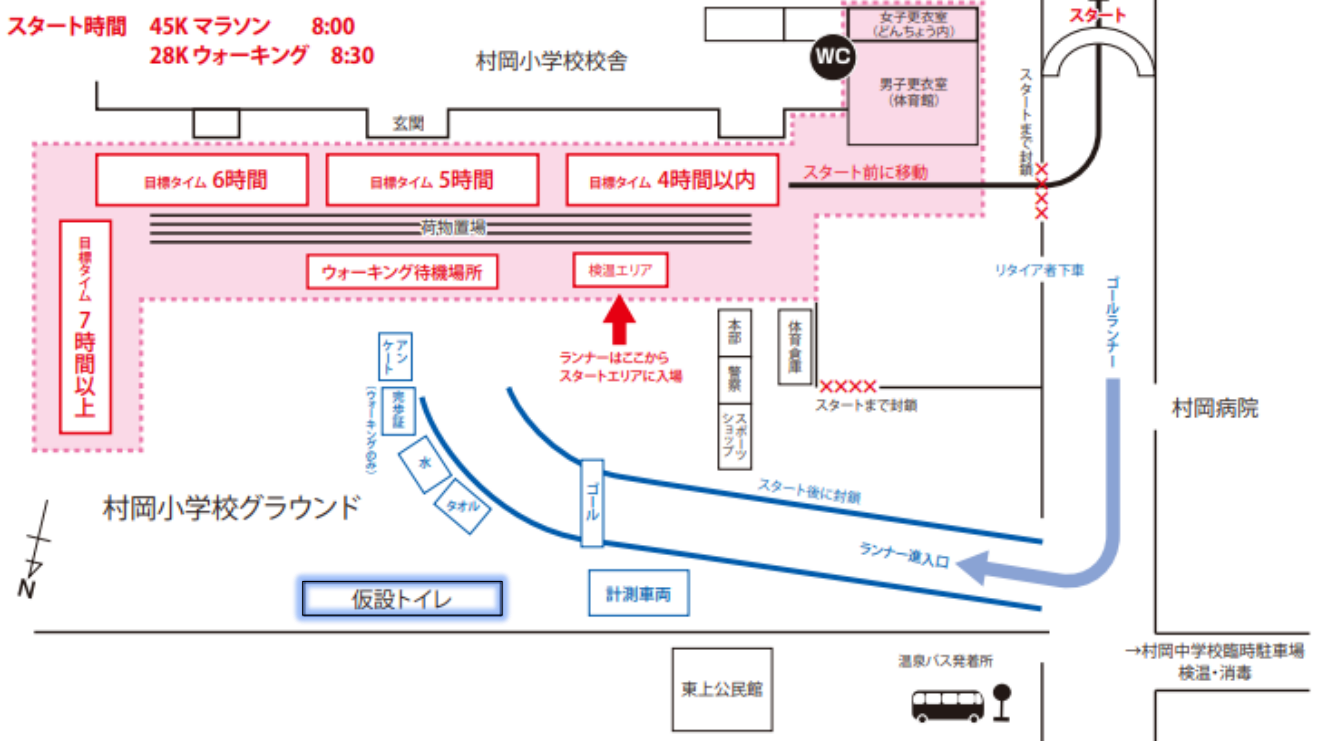 スタート時間 45K マラソン 8:00
28K ウォーキング 8:30
村岡小学校校舎
女子更衣室
(どんちょう内)
WC
男子更衣室
(体育館)
スタート
スタートまで封鎖
玄関
目標タイム 6時間
目標タイム 5時間
目標タイム 4時間以内
スタート前に移動
××××
荷物置場
目標タイム 7時間以上
ウォーキング待機場所
検温エリア
リタイア者下車
ゴールランナー
ランナーはここから
スタートエリアに入場
本部
警察
スポーツ
ショップ
体育倉庫
××××
スタートまで封鎖
村岡病院
アン
ケート
完歩証
(ウォーキングのみ)
水
タオル
ゴール
スタート後に封鎖
ランナー進入口
村岡小学校グラウンド
N
仮設トイレ
計測車両
東上公民館
温泉バス発着所
→村岡中学校臨時駐車場
検温・消毒